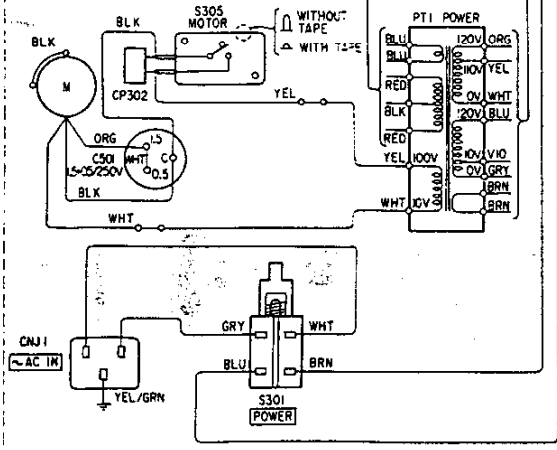 S305
MOTOR
WITHOUT
TAPE
WITH TAPE
PT1 POWER
BLK
BLK
M
CP302
BLU
BLU
RED
BLK
RED
YEL 100V
WHT 10V
120V ORG
110V YEL
0V WHT
120V BLU
10V VIO
0V GRY
BRN
BRN
YEL
ORG
C501
1.5+0.5/250V
1.5
WHT
C
0.5
BLK
WHT
CNJ1
~ AC IN
YEL/GRN
GRY
WHT
BLU
BRN
S301
POWER